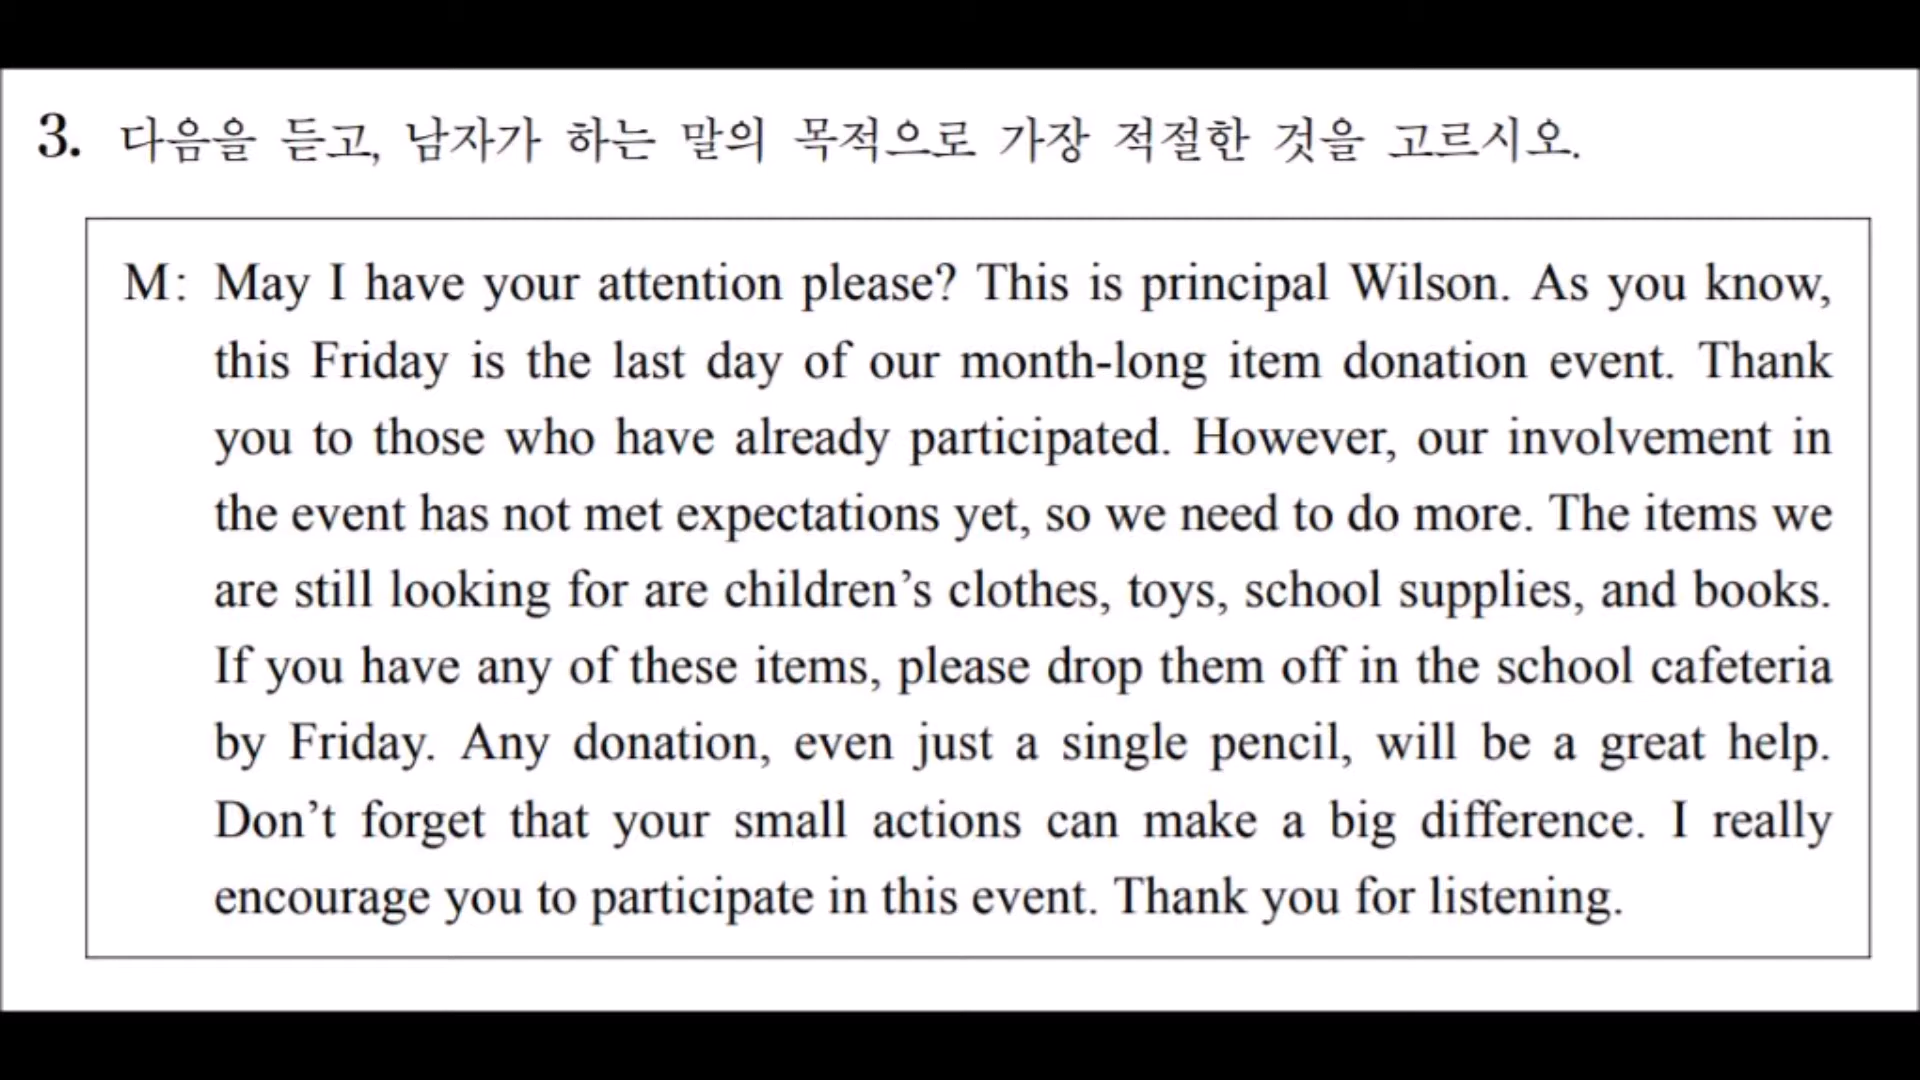 3. 다음을 듣고, 남자가 하는 말의 목적으로 가장 적절한 것을 고르시오.
M: May I have your attention please? This is principal Wilson. As you know,
this Friday is the last day of our month-long item donation event. Thank
you to those who have already participated. However, our involvement in
the event has not met expectations yet, so we need to do more. The items we
are still looking for are children’s clothes, toys, school supplies, and books.
If you have any of these items, please drop them off in the school cafeteria
by Friday. Any donation, even just a single pencil, will be a great help.
Don’t forget that your small actions can make a big difference. I really
encourage you to participate in this event. Thank you for listening.